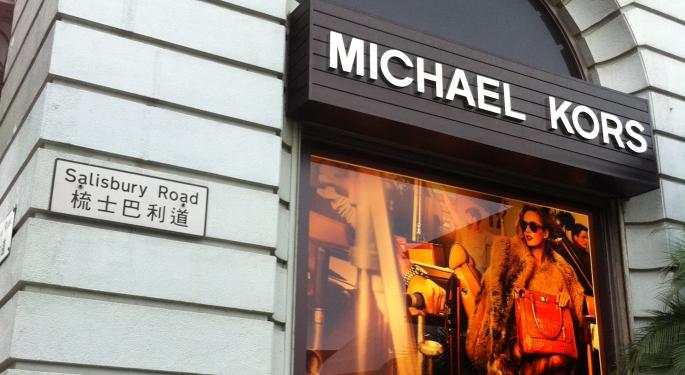 MICHAEL KORS
Salisbury Road
梳士巴利道